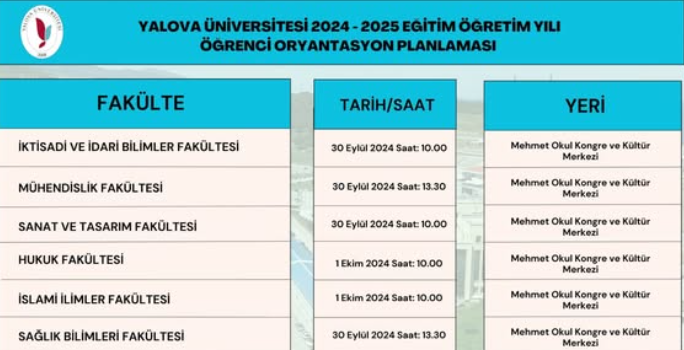 YALOVA ÜNİVERSİTESİ 2024 - 2025 EĞİTİM ÖĞRETİM YILI
ÖĞRENCİ ORYANTASYON PLANLAMASI
FAKÜLTE
TARİH/SAAT
YERİ
İKTİSADİ VE İDARİ BİLİMLER FAKÜLTESİ
30 Eylül 2024 Saat: 10.00
Mehmet Okul Kongre ve Kültür
Merkezi
MÜHENDİSLİK FAKÜLTESİ
30 Eylül 2024 Saat: 13.30
Mehmet Okul Kongre ve Kültür
Merkezi
SANAT VE TASARIM FAKÜLTESİ
30 Eylül 2024 Saat: 10.00
Mehmet Okul Kongre ve Kültür
Merkezi
HUKUK FAKÜLTESİ
1 Ekim 2024 Saat: 10.00
Mehmet Okul Kongre ve Kültür
Merkezi
İSLAMİ İLİMLER FAKÜLTESİ
1 Ekim 2024 Saat: 10.00
Mehmet Okul Kongre ve Kültür
Merkezi
SAĞLIK BİLİMLERİ FAKÜLTESİ
30 Eylül 2024 Saat: 13.30
Mehmet Okul Kongre ve Kültür
Merkezi